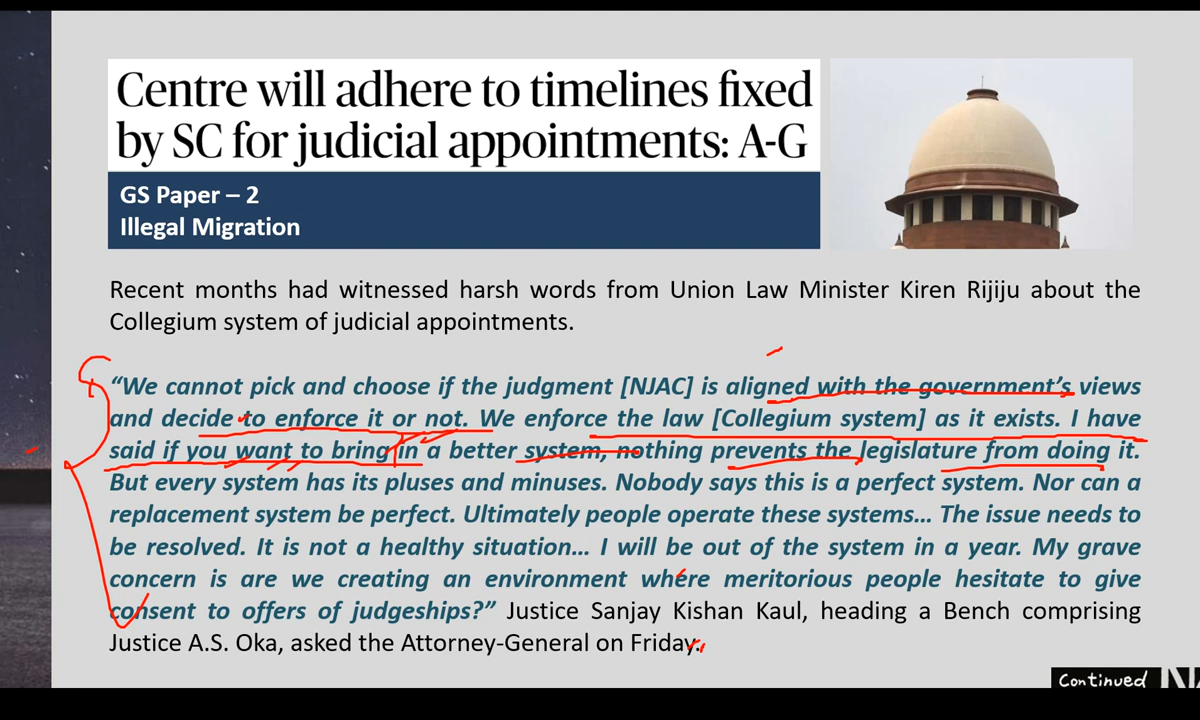 Centre will adhere to timelines fixed
by SC for judicial appointments: A-G
GS Paper – 2
Illegal Migration
Recent months had witnessed harsh words from Union Law Minister Kiren Rijiju about the
Collegium system of judicial appointments.
“We cannot pick and choose if the judgment [NJAC] is aligned with the government’s views
and decide to enforce it or not. We enforce the law [Collegium system] as it exists. I have
said if you want to bring in a better system, nothing prevents the legislature from doing it.
But every system has its pluses and minuses. Nobody says this is a perfect system. Nor can a
replacement system be perfect. Ultimately people operate these systems... The issue needs to
be resolved. It is not a healthy situation... I will be out of the system in a year. My grave
concern is are we creating an environment where meritorious people hesitate to give
consent to offers of judgeships?” Justice Sanjay Kishan Kaul, heading a Bench comprising
Justice A.S. Oka, asked the Attorney-General on Friday.
Continued